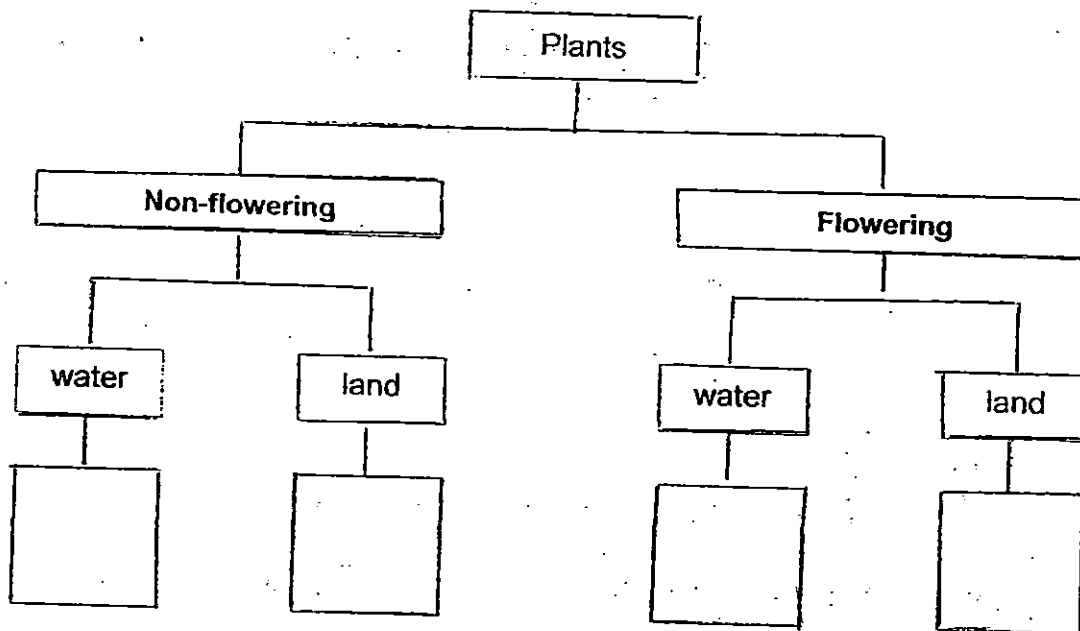 Plants
Non-flowering
Flowering
water
land
water
land